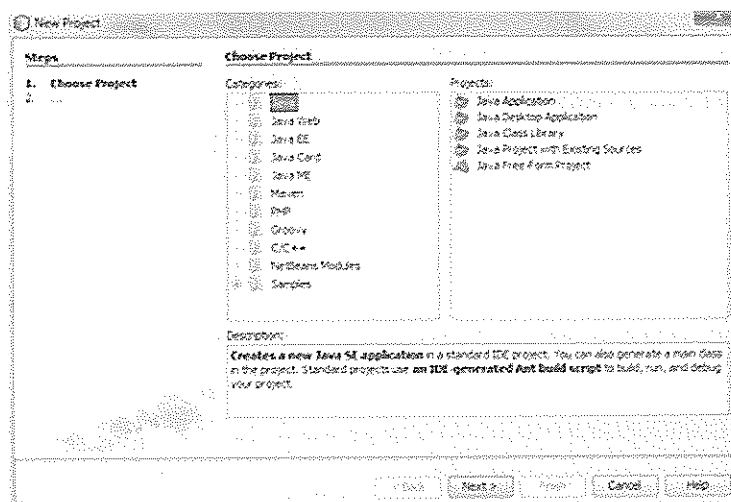 New Project
Steps
Choose Project
1. Choose Project
2. ...
Categories:
Java Web
Java EE
Java Card
Java ME
Maven
PHP
Groovy
C/C++
NetBeans Modules
Samples
Projects:
Java Application
Java Desktop Application
Java Class Library
Java Project with Existing Sources
Java Free-Form Project
Description:
Creates a new Java SE application in a standard IDE project. You can also generate a main class
in the project. Standard projects use an IDE-generated Ant build script to build, run, and debug
your project.
< Back
Next >
Finish
Cancel
Help